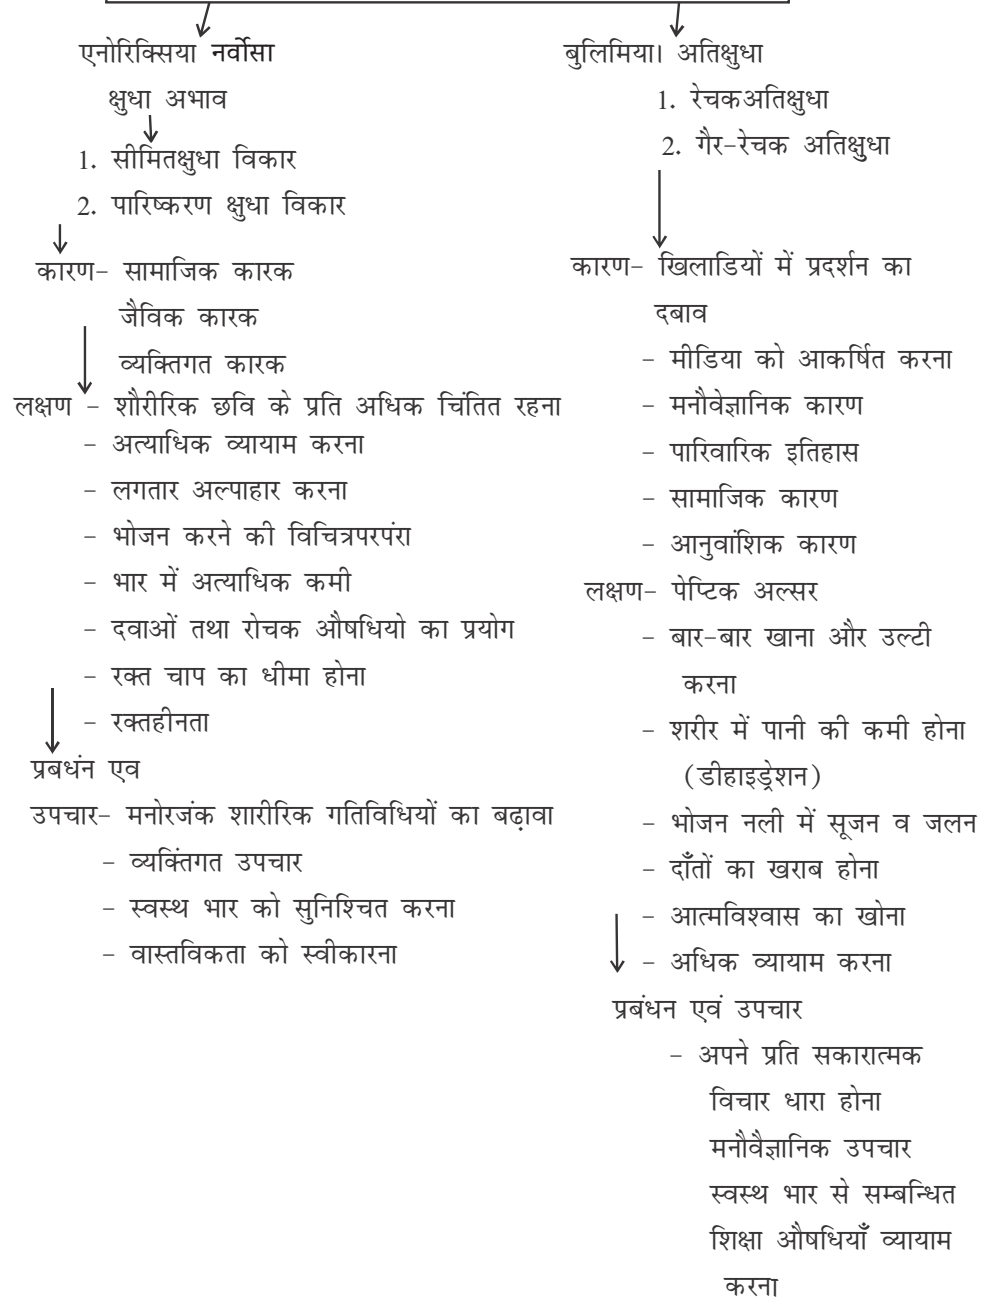 एनोरिक्सिया नर्वोसा
क्षुधा अभाव
1. सीमितक्षुधा विकार
2. पारिष्करण क्षुधा विकार
कारण- सामाजिक कारक
जैविक कारक
व्यक्तिगत कारक
लक्षण - शौरीरिक छवि के प्रति अधिक चिंतित रहना
- अत्याधिक व्यायाम करना
- लगतार अल्पाहार करना
- भोजन करने की विचित्रपरपंरा
- भार में अत्याधिक कमी
- दवाओं तथा रोचक औषधियो का प्रयोग
- रक्त चाप का धीमा होना
- रक्तहीनता
प्रबधंन एव
उपचार- मनोरजंक शारीरिक गतिविधियों का बढ़ावा
- व्यक्तिंगत उपचार
- स्वस्थ भार को सुनिश्चित करना
- वास्तविकता को स्वीकारना
बुलिमिया। अतिक्षुधा
1. रेचकअतिक्षुधा
2. गैर-रेचक अतिक्षुधा
कारण- खिलाडियों में प्रदर्शन का
दबाव
- मीडिया को आकर्षित करना
- मनौवेज्ञानिक कारण
- पारिवारिक इतिहास
- सामाजिक कारण
- आनुवांशिक कारण
लक्षण- पेप्टिक अल्सर
- बार-बार खाना और उल्टी
करना
- शरीर में पानी की कमी होना
(डीहाइड्रेशन)
- भोजन नली में सूजन व जलन
- दाँतों का खराब होना
- आत्मविश्वास का खोना
- अधिक व्यायाम करना
प्रबंधन एवं उपचार
- अपने प्रति सकारात्मक
विचार धारा होना
मनौवैज्ञानिक उपचार
स्वस्थ भार से सम्बन्धित
शिक्षा औषधियाँ व्यायाम
करना